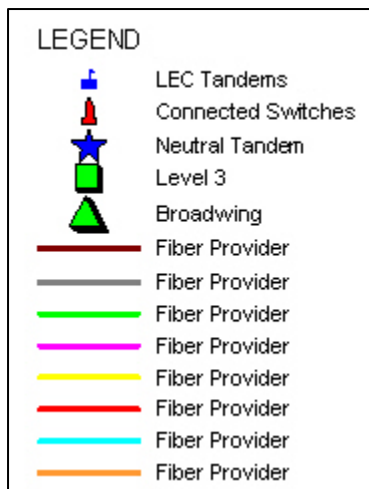 LEGEND
LEC Tandems
Connected Switches
Neutral Tandem
Level 3
Broadwing
Fiber Provider
Fiber Provider
Fiber Provider
Fiber Provider
Fiber Provider
Fiber Provider
Fiber Provider
Fiber Provider